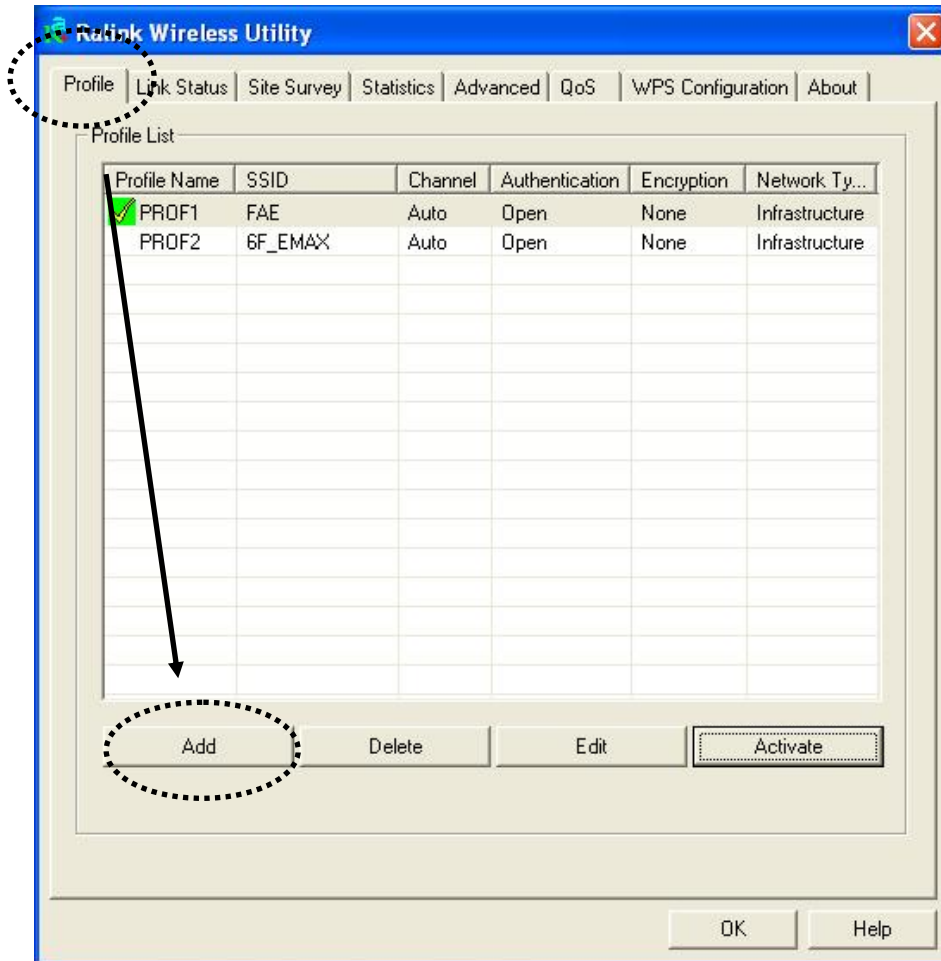 Ralink Wireless Utility
Profile Link Status Site Survey Statistics Advanced QoS WPS Configuration About
Profile List
Profile Name SSID Channel Authentication Encryption Network Ty...
PROF1 FAE Auto Open None Infrastructure
PROF2 6F_EMAX Auto Open None Infrastructure
Add Delete Edit Activate
OK Help